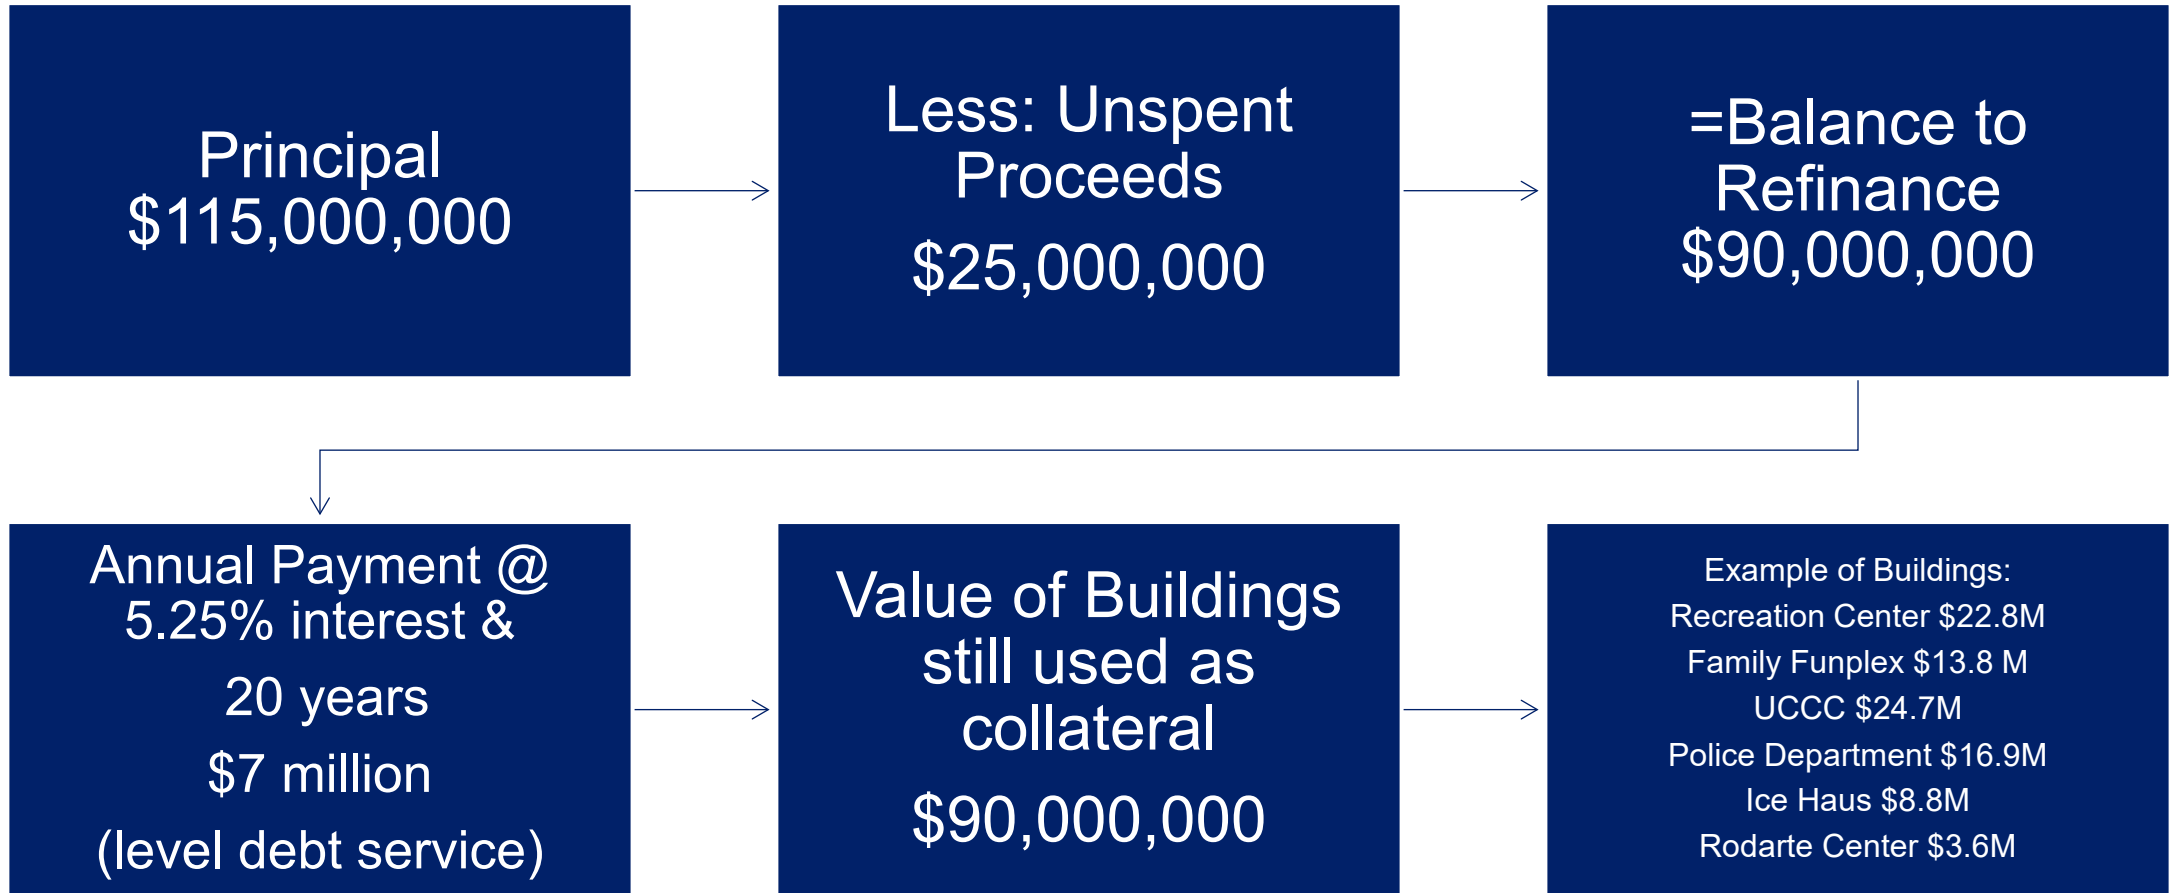 Principal
$115,000,000
Less: Unspent
Proceeds
$25,000,000
=Balance to
Refinance
$90,000,000
Annual Payment @
5.25% interest &
20 years
$7 million
(level debt service)
Value of Buildings
still used as
collateral
$90,000,000
Example of Buildings:
Recreation Center $22.8M
Family Funplex $13.8 M
UCCC $24.7M
Police Department $16.9M
Ice Haus $8.8M
Rodarte Center $3.6M